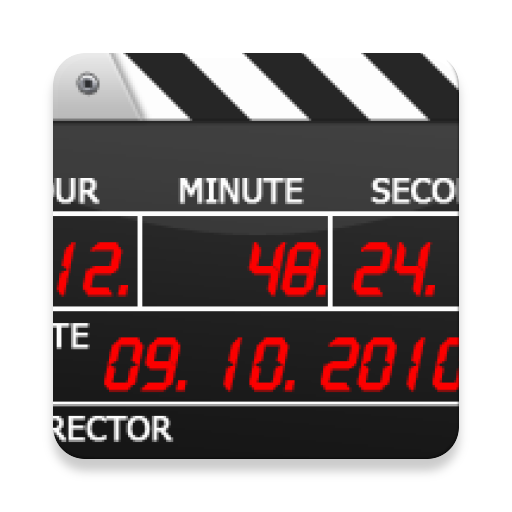 OUR MINUTE SECO
12. 48. 24.
TE 09. 10. 2010
RECTOR